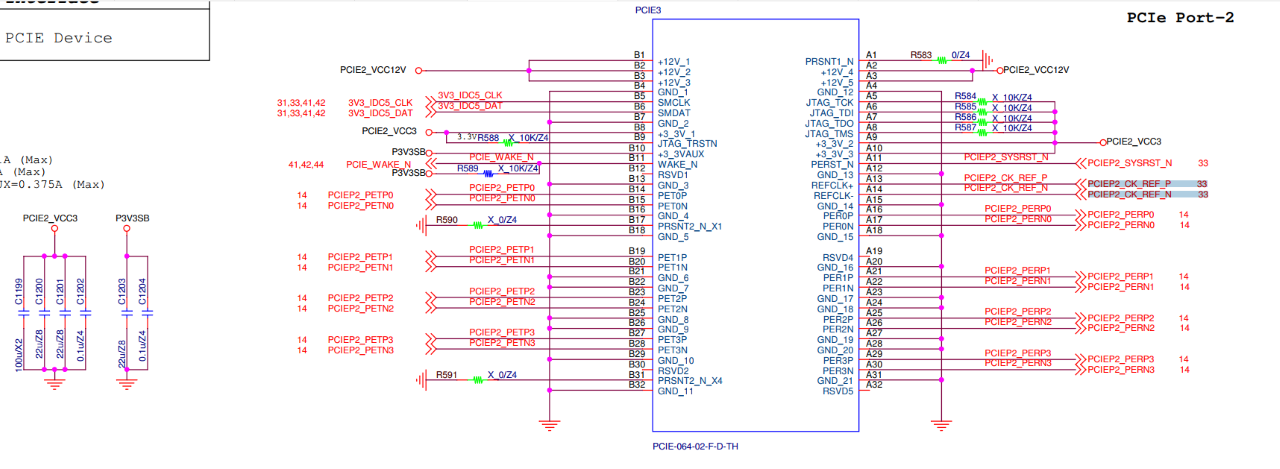 PCIE Device
PCIe Port-2
PCIE3
A (Max)
(Max)
UX=0.375A (Max)
PCIE2_VCC3
P3V3SB
C1199
C1200
C1201
C1202
C1203
C1204
100u/X2
22u/Z8
22u/Z8
0.1u/Z4
22u/Z8
0.1u/Z4
PCIE2_VCC12V
31,33,41,42 3V3_IDC5_CLK 3V3_IDC5_CLK
31,33,41,42 3V3_IDC5_DAT 3V3_IDC5_DAT
PCIE2_VCC3
3.3V R588 X_10K/Z4
P3V3SB
41,42,44 PCIE_WAKE_N PCIE_WAKE_N
P3V3SB R589 X_10K/Z4
14 PCIEP2_PETP0 PCIEP2_PETP0
14 PCIEP2_PETN0 PCIEP2_PETN0
R590 X_0/Z4
14 PCIEP2_PETP1 PCIEP2_PETP1
14 PCIEP2_PETN1 PCIEP2_PETN1
14 PCIEP2_PETP2 PCIEP2_PETP2
14 PCIEP2_PETN2 PCIEP2_PETN2
14 PCIEP2_PETP3 PCIEP2_PETP3
14 PCIEP2_PETN3 PCIEP2_PETN3
R591 X_0/Z4
B1 +12V_1
B2 +12V_2
B3 +12V_3
B4 GND_1
B5 SMCLK
B6 SMDAT
B7 GND_2
B8 +3_3V_1
B9 JTAG_TRSTN
B10 +3_3VAUX
B11 WAKE_N
B12 RSVD1
B13 GND_3
B14 PET0P
B15 PET0N
B16 GND_4
B17 PRSNT2_N_X1
B18 GND_5
B19 PET1P
B20 PET1N
B21 GND_6
B22 GND_7
B23 PET2P
B24 PET2N
B25 GND_8
B26 GND_9
B27 PET3P
B28 PET3N
B29 GND_10
B30 RSVD2
B31 PRSNT2_N_X4
B32 GND_11
PRSNT1_N A1
+12V_4 A2
+12V_5 A3
GND_12 A4
JTAG_TCK A5
JTAG_TDI A6
JTAG_TDO A7
JTAG_TMS A8
+3_3V_2 A9
+3_3V_3 A10
PERST_N A11
GND_13 A12
REFCLK+ A13
REFCLK- A14
GND_14 A15
PER0P A16
PER0N A17
GND_15 A18
RSVD4 A19
GND_16 A20
PER1P A21
PER1N A22
GND_17 A23
GND_18 A24
PER2P A25
PER2N A26
GND_19 A27
GND_20 A28
PER3P A29
PER3N A30
GND_21 A31
RSVD5 A32
R583 0/Z4
PCIE2_VCC12V
R584 X_10K/Z4
R585 X_10K/Z4
R586 X_10K/Z4
R587 X_10K/Z4
PCIE2_VCC3
PCIEP2_SYSRST_N PCIEP2_SYSRST_N 33
PCIEP2_CK_REF_P PCIEP2_CK_REF_P 33
PCIEP2_CK_REF_N PCIEP2_CK_REF_N 33
PCIEP2_PERP0 PCIEP2_PERP0 14
PCIEP2_PERN0 PCIEP2_PERN0 14
PCIEP2_PERP1 PCIEP2_PERP1 14
PCIEP2_PERN1 PCIEP2_PERN1 14
PCIEP2_PERP2 PCIEP2_PERP2 14
PCIEP2_PERN2 PCIEP2_PERN2 14
PCIEP2_PERP3 PCIEP2_PERP3 14
PCIEP2_PERN3 PCIEP2_PERN3 14
PCIE-064-02-F-D-TH